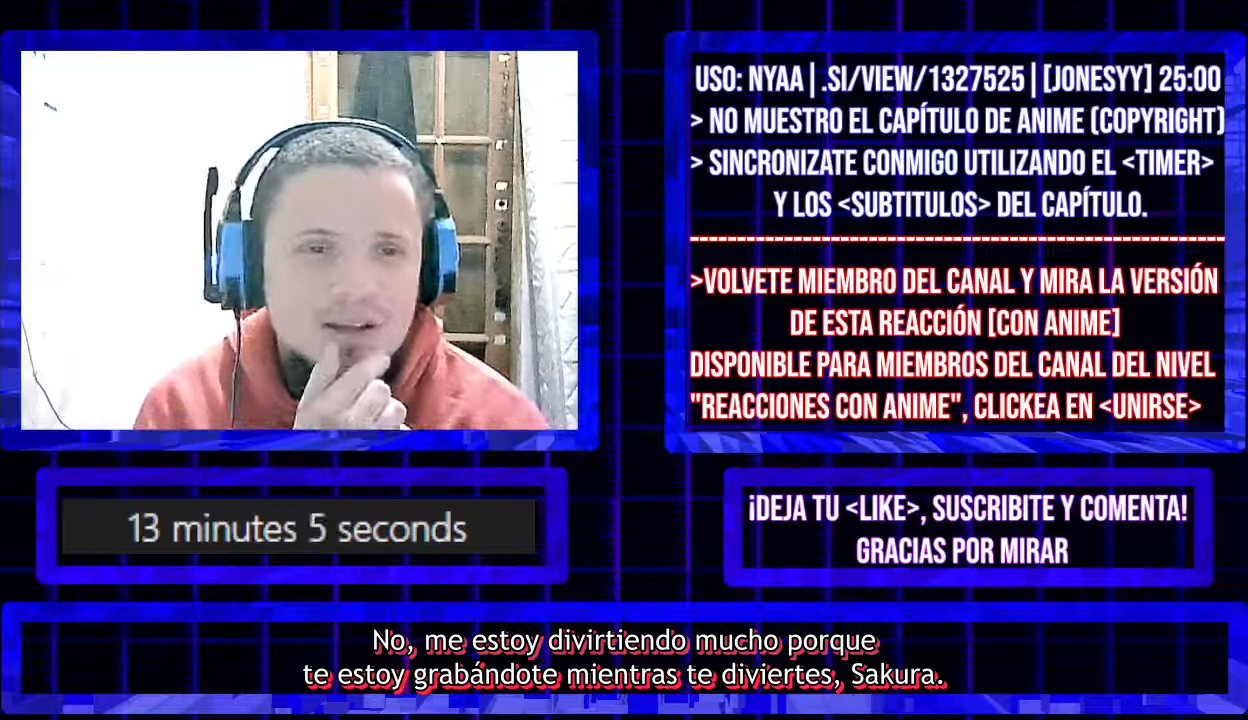 USO: NYAA | .SI/VIEW/1327525 | [JONESYY] 25:00
> NO MUESTRO EL CAPÍTULO DE ANIME (COPYRIGHT)
> SINCRONIZATE CONMIGO UTILIZANDO EL <TIMER>
Y LOS <SUBTITULOS> DEL CAPÍTULO.
>VOLVETE MIEMBRO DEL CANAL Y MIRA LA VERSIÓN
DE ESTA REACCIÓN [CON ANIME]
DISPONIBLE PARA MIEMBROS DEL CANAL DEL NIVEL
"REACCIONES CON ANIME", CLICKEA EN <UNIRSE>
13 minutes 5 seconds
¡DEJA TU <LIKE>, SUSCRIBITE Y COMENTA!
GRACIAS POR MIRAR
No, me estoy divirtiendo mucho porque
te estoy grabándote mientras te diviertes, Sakura.